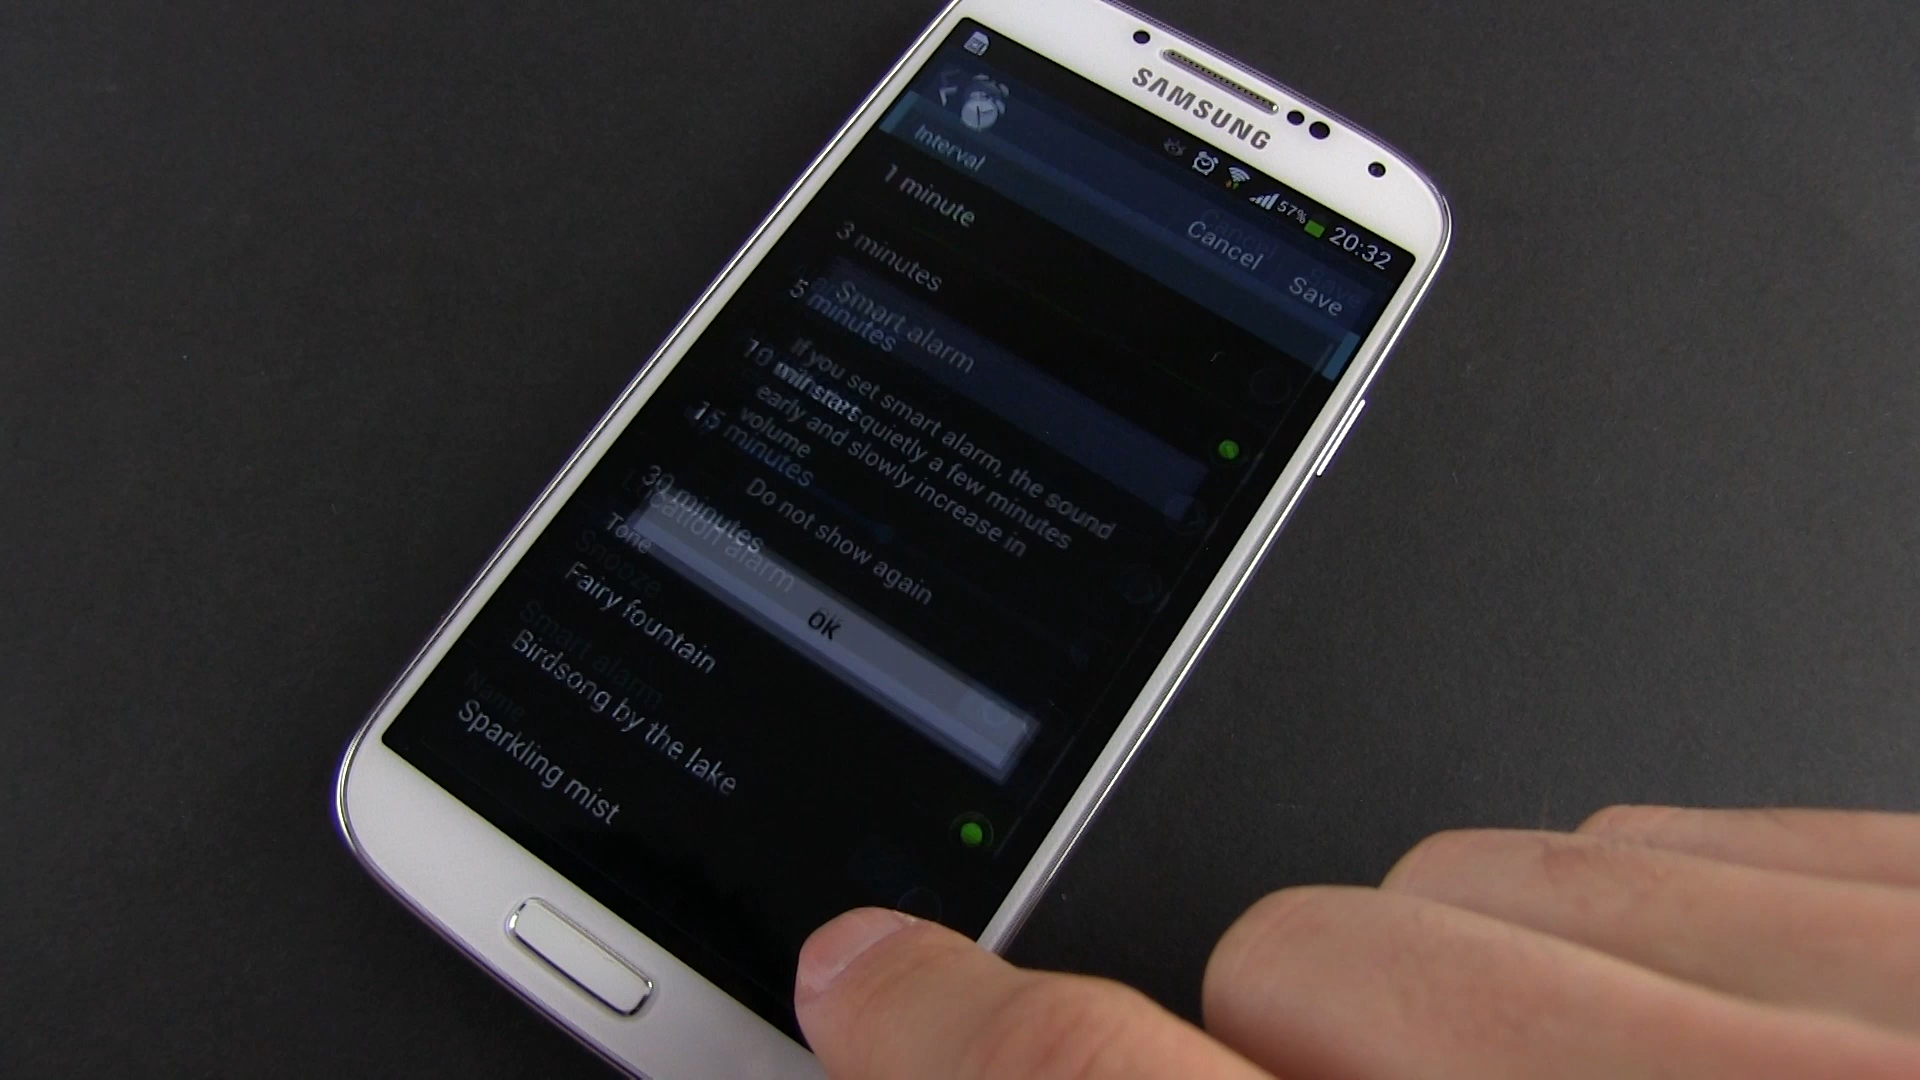 SAMSUNG
57% 20:32
Cancel Save
Interval
1 minute
3 minutes
5 minutes
10 minutes
15 minutes
30 minutes
Smart alarm
If you set smart alarm, the sound
starts quietly a few minutes
early and slowly increase in
volume
Do not show again
OK
Location alarm
Snooze
Smart alarm
Name
Tone
Fairy fountain
Birdsong by the lake
Sparkling mist